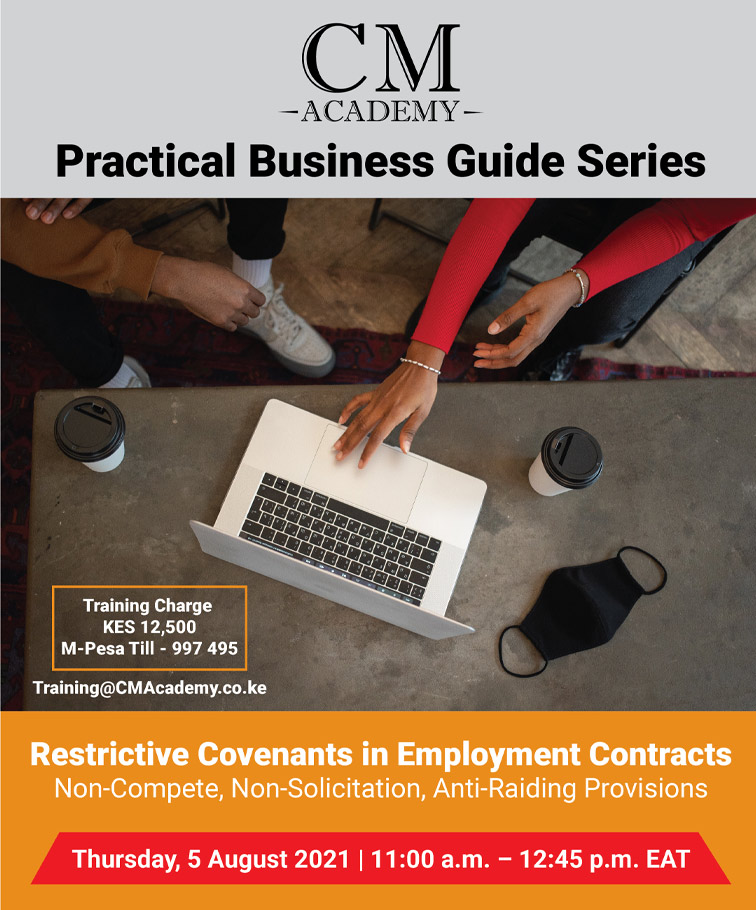 CM
ACADEMY
Practical Business Guide Series
Training Charge
KES 12,500
M-Pesa Till - 997 495
Training@CMAcademy.co.ke
Restrictive Covenants in Employment Contracts
Non-Compete, Non-Solicitation, Anti-Raiding Provisions
Thursday, 5 August 2021 | 11:00 a.m. – 12:45 p.m. EAT